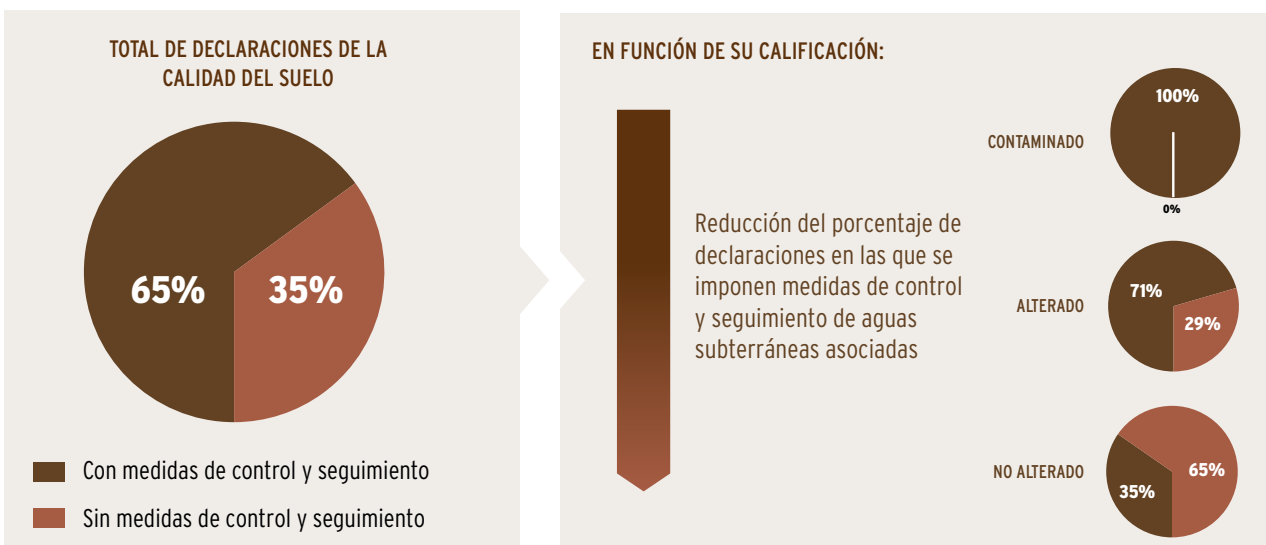 TOTAL DE DECLARACIONES DE LA
CALIDAD DEL SUELO
65%
35%
Con medidas de control y seguimiento
Sin medidas de control y seguimiento
EN FUNCIÓN DE SU CALIFICACIÓN:
Reducción del porcentaje de
declaraciones en las que se
imponen medidas de control
y seguimiento de aguas
subterráneas asociadas
CONTAMINADO
100%
0%
ALTERADO
71%
29%
NO ALTERADO
35%
65%